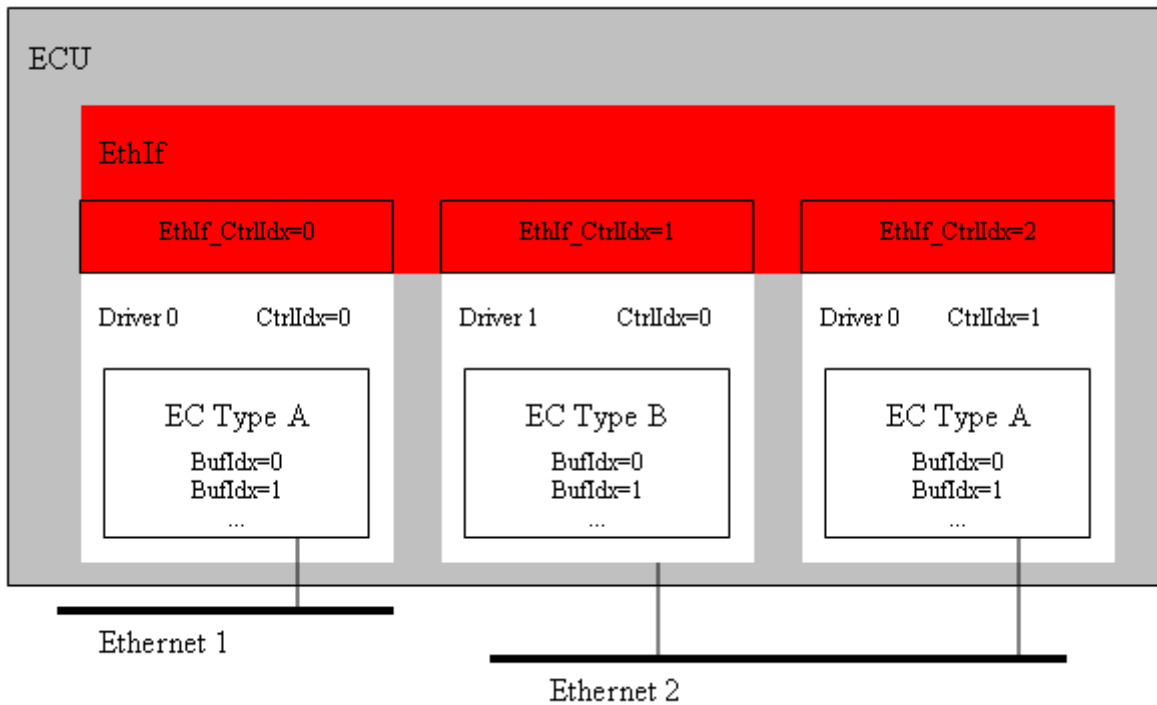 ECU
EthIf
EthIf_CtrlIdx=0
EthIf_CtrlIdx=1
EthIf_CtrlIdx=2
Driver 0 CtrlIdx=0
Driver 1 CtrlIdx=0
Driver 0 CtrlIdx=1
EC Type A
BufIdx=0
BufIdx=1
...
EC Type B
BufIdx=0
BufIdx=1
...
EC Type A
BufIdx=0
BufIdx=1
...
Ethernet 1
Ethernet 2